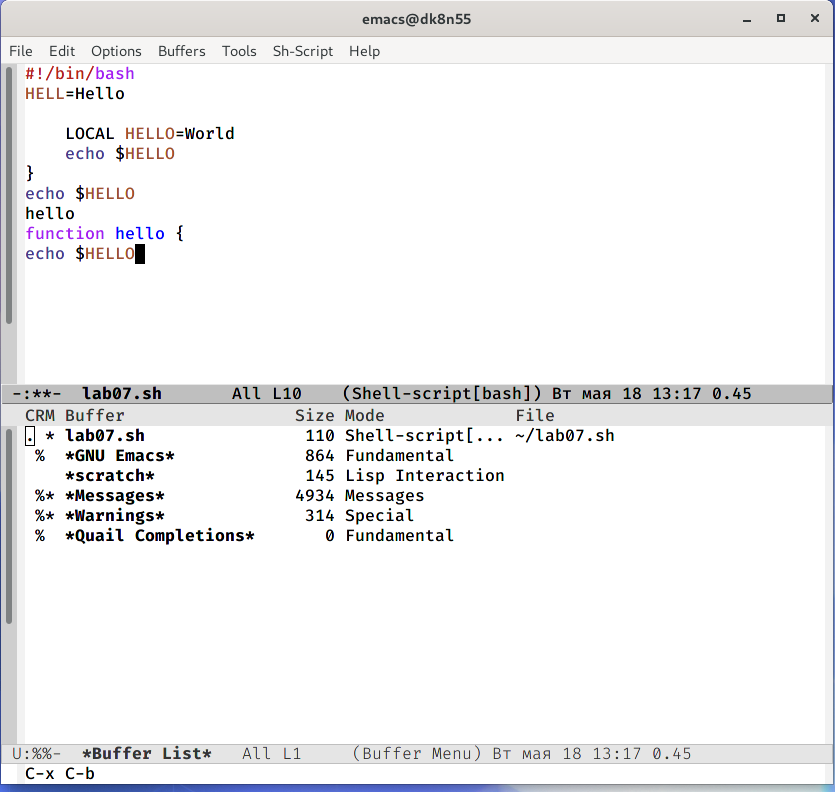 emacs@dk8n55
File Edit Options Buffers Tools Sh-Script Help
#!/bin/bash
HELL=Hello
    LOCAL HELLO=World
    echo $HELLO
}
echo $HELLO
hello
function hello {
echo $HELLO
-:**-  lab07.sh       All L10    (Shell-script[bash]) Вт мая 18 13:17 0.45
CRM Buffer                 Size Mode             File
. * lab07.sh                110 Shell-script[... ~/lab07.sh
 %  *GNU Emacs*             864 Fundamental
    *scratch*               145 Lisp Interaction
 %* *Messages*             4934 Messages
 %* *Warnings*              314 Special
 %  *Quail Completions*       0 Fundamental
U:%%-  *Buffer List*   All L1     (Buffer Menu) Вт мая 18 13:17 0.45
C-x C-b